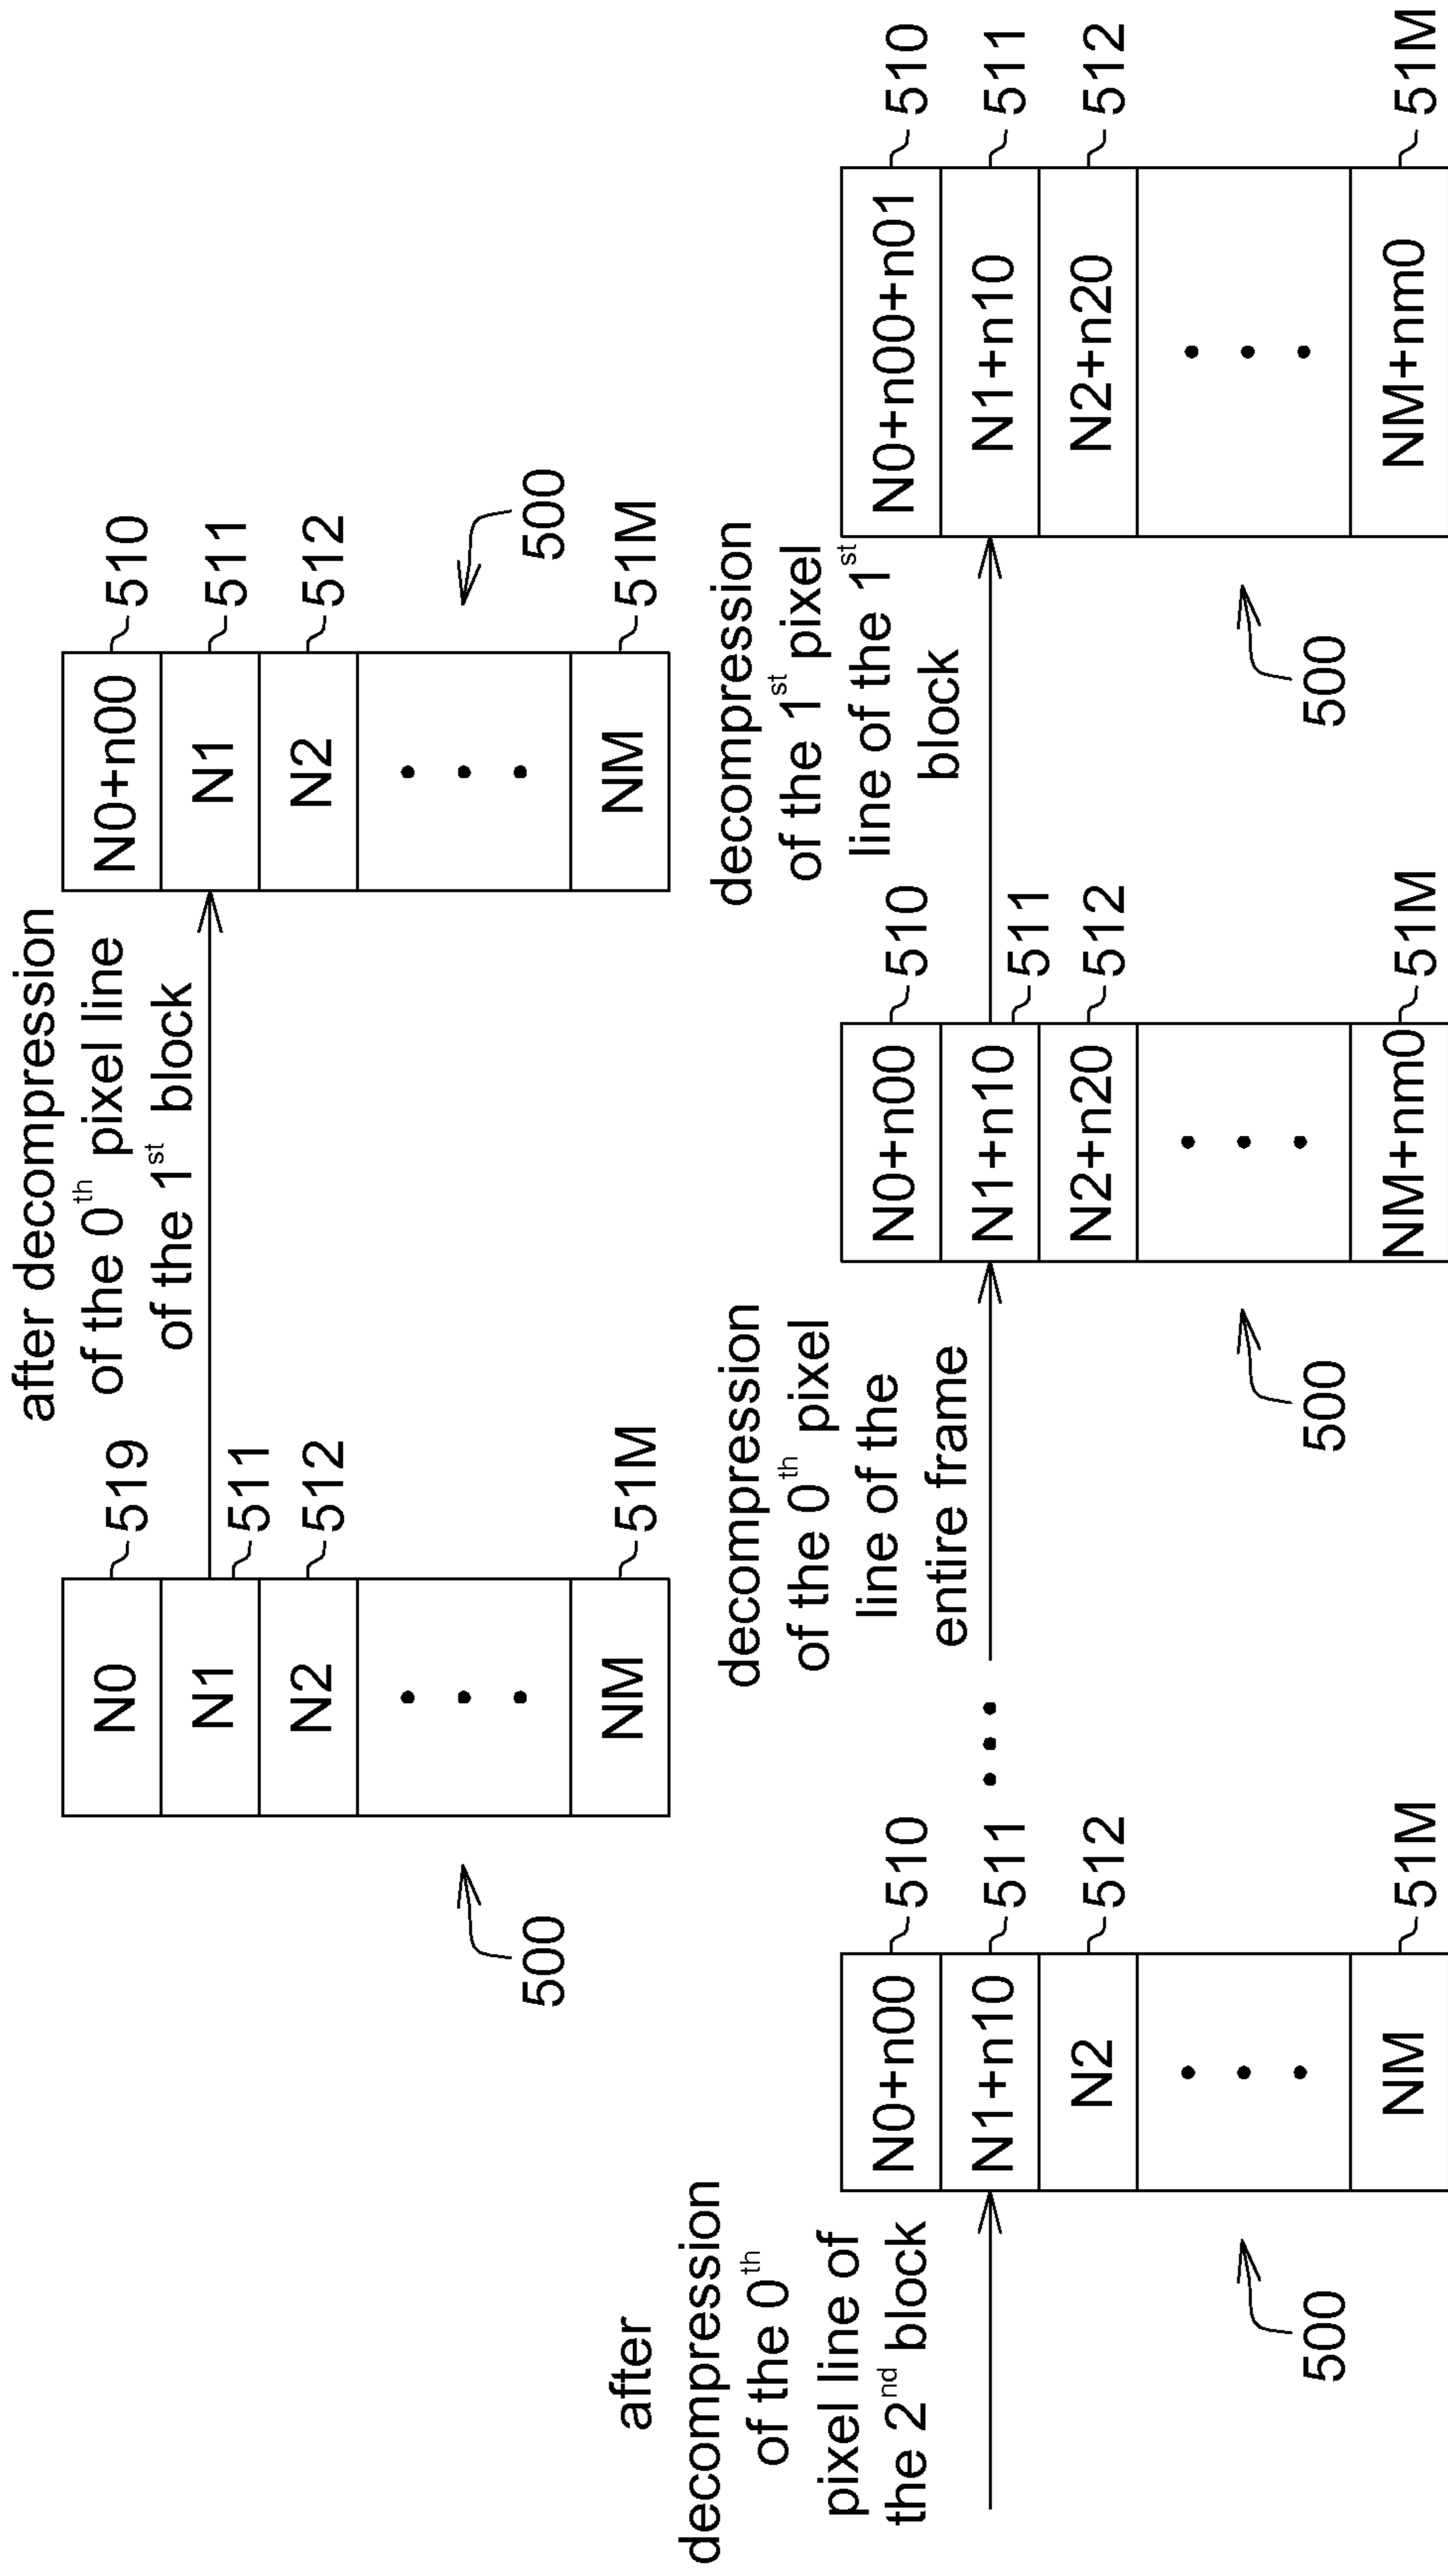 after decompression
of the 0th pixel line
of the 1st block
N0
519
N1
511
N2
512
NM
51M
500
N0+n00
510
N1
511
N2
512
NM
51M
500
after
decompression
of the 0th
pixel line of
the 2nd block
N0+n00
510
N1+n10
511
N2
512
NM
51M
500
decompression
of the 0th pixel
line of the
entire frame
N0+n00
510
N1+n10
511
N2+n20
512
NM+nm0
51M
500
decompression
of the 1st pixel
line of the 1st
block
N0+n00+n01
510
N1+n10
511
N2+n20
512
NM+nm0
51M
500